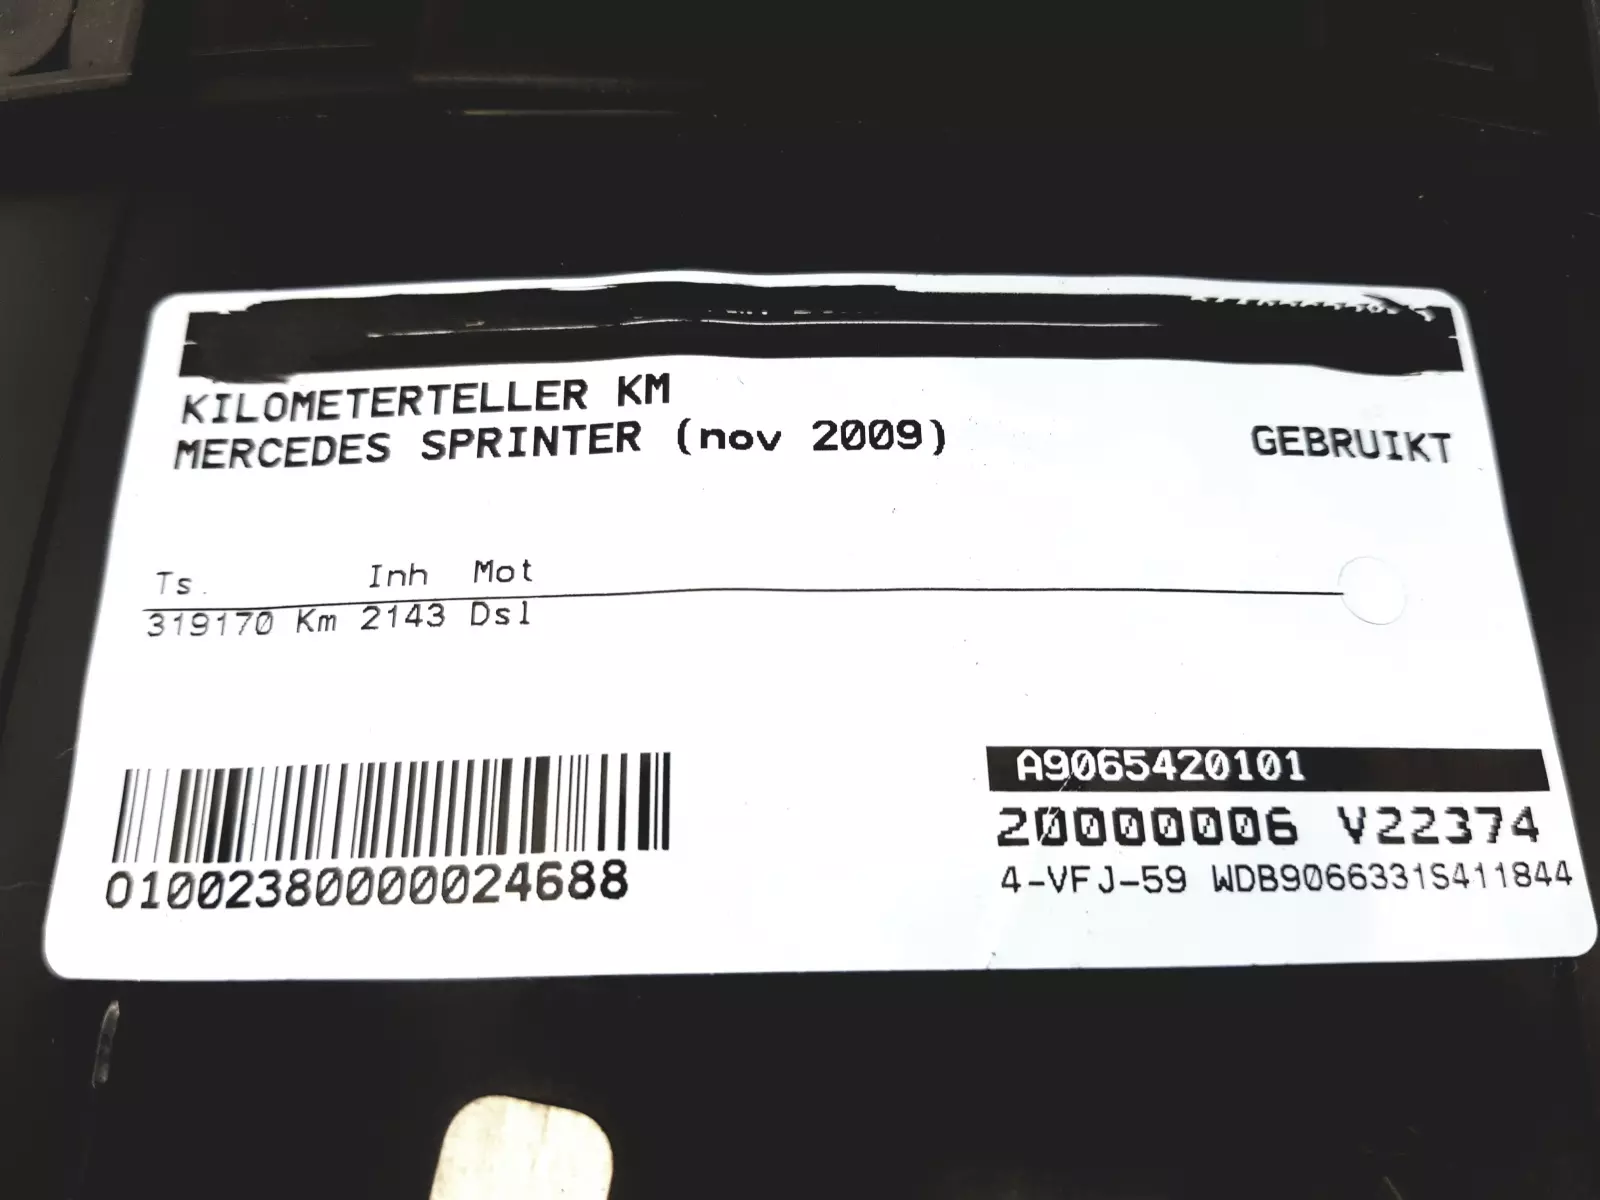 KILOMETERTELLER KM
MERCEDES SPRINTER (nov 2009) GEBRUIKT
Ts. Inh Mot
319170 Km 2143 Dsl
A9065420101
20000006 V22374
4-VFJ-59 WDB9066331S411844
01002380000024688